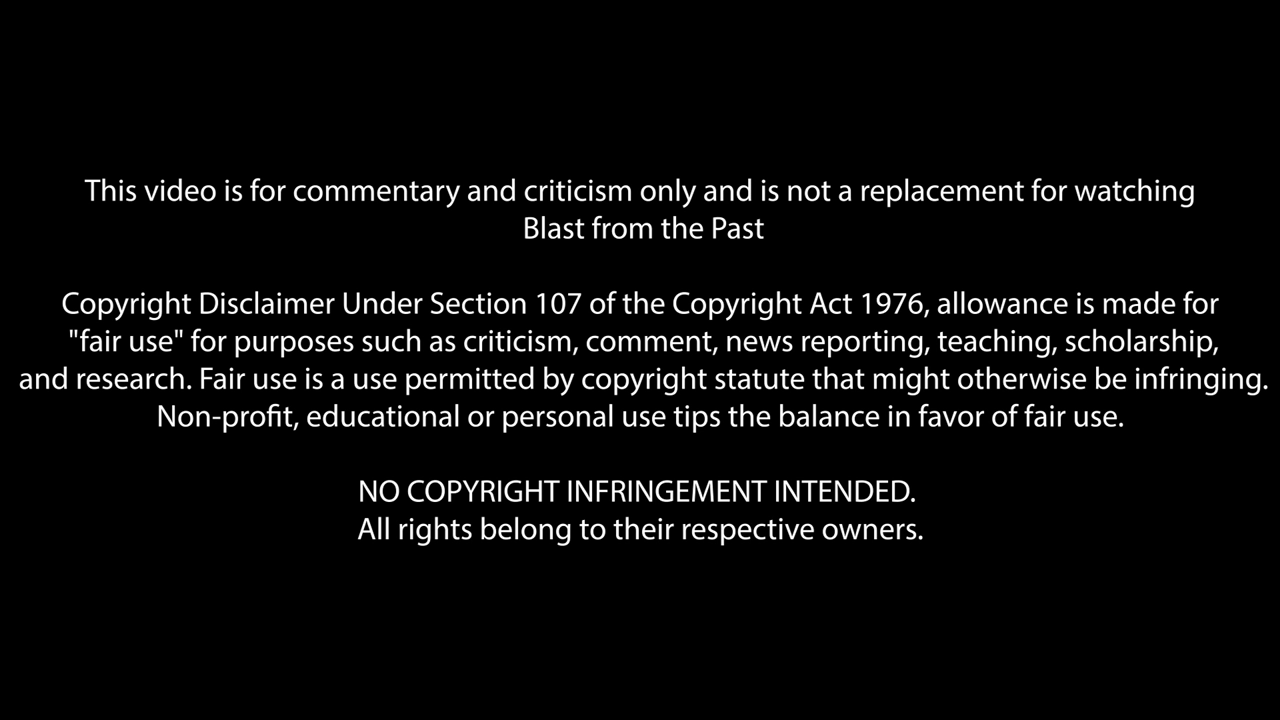 This video is for commentary and criticism only and is not a replacement for watching
Blast from the Past
Copyright Disclaimer Under Section 107 of the Copyright Act 1976, allowance is made for
"fair use" for purposes such as criticism, comment, news reporting, teaching, scholarship,
and research. Fair use is a use permitted by copyright statute that might otherwise be infringing.
Non-profit, educational or personal use tips the balance in favor of fair use.
NO COPYRIGHT INFRINGEMENT INTENDED.
All rights belong to their respective owners.